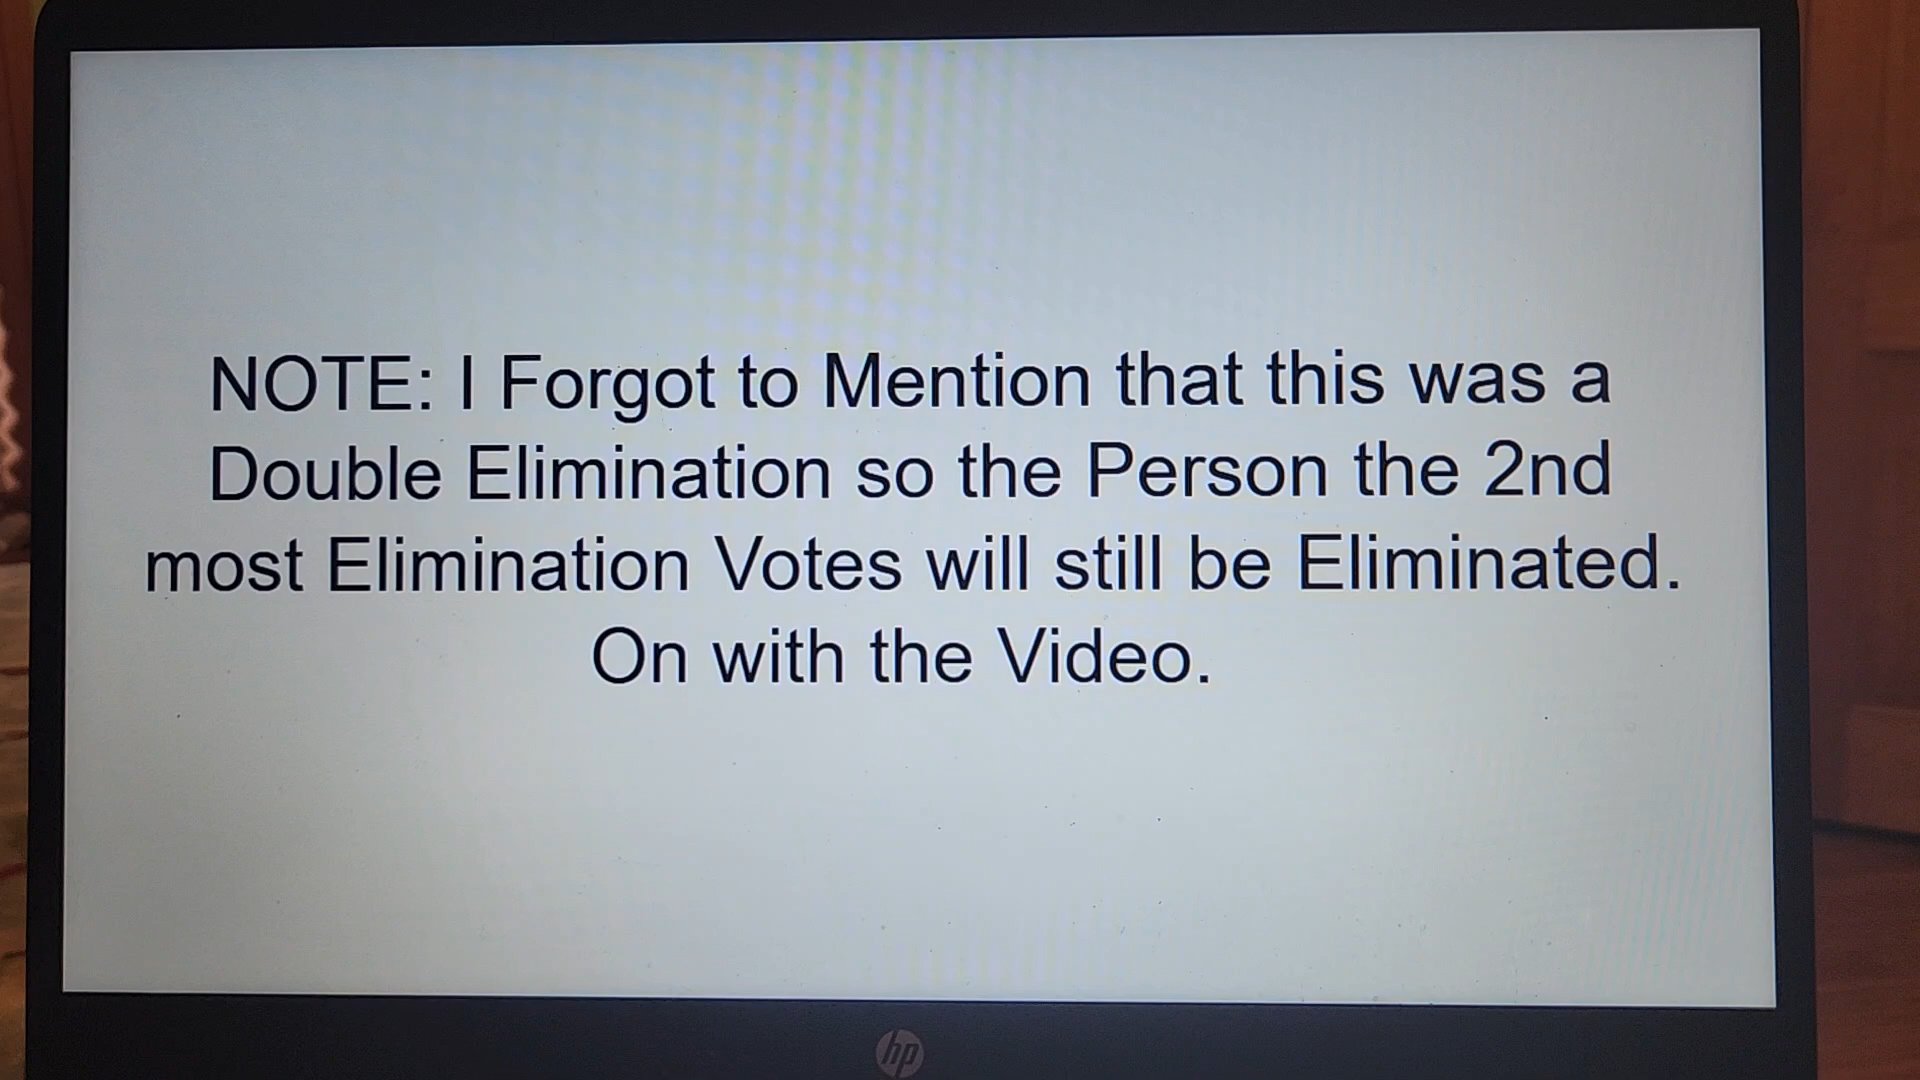 NOTE: I Forgot to Mention that this was a
Double Elimination so the Person the 2nd
most Elimination Votes will still be Eliminated.
On with the Video.
hp